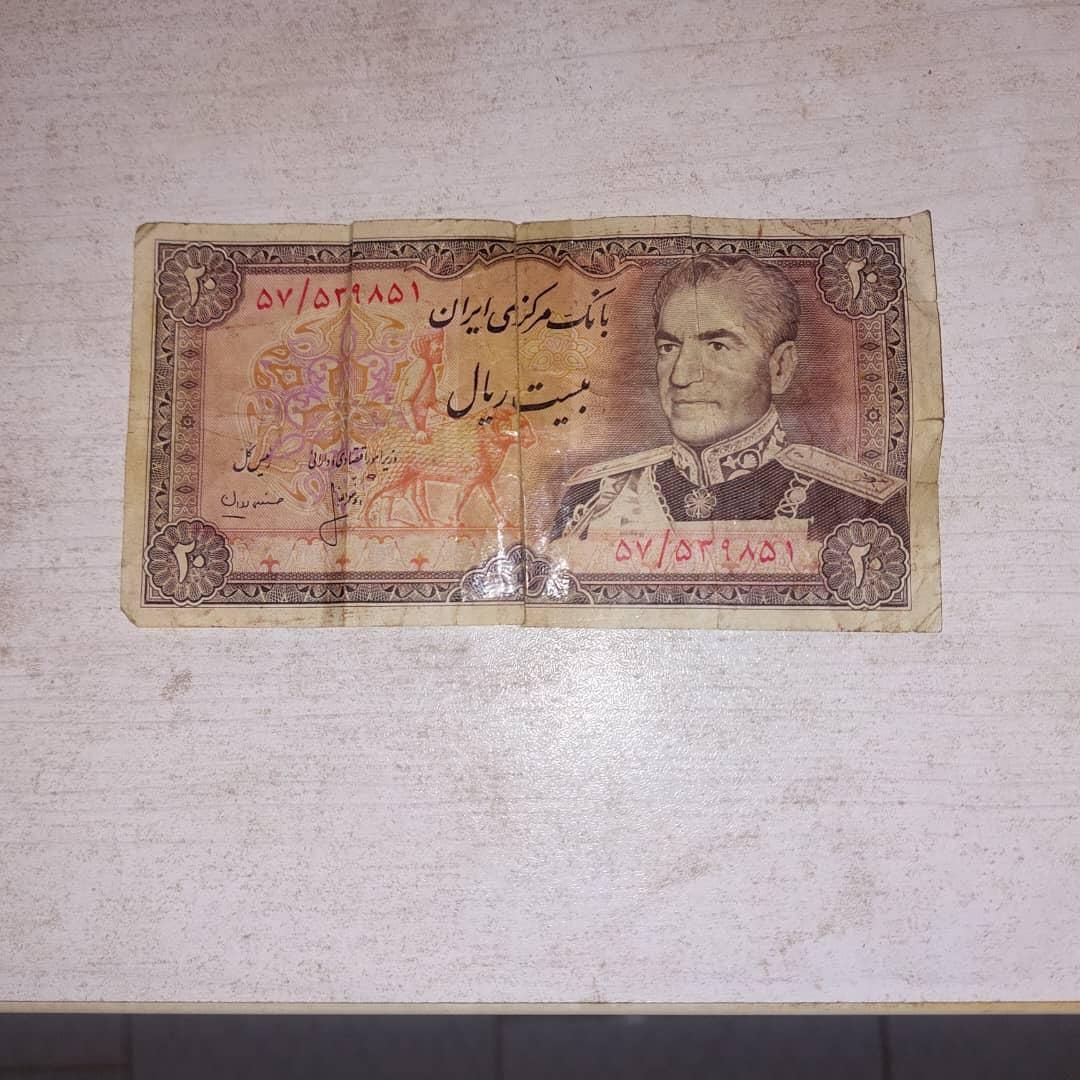 ۲۰
۲۰
۵۷/۵۳۹۸۵۱
بانک مرکزی ایران
بیست ریال
وزیر امور اقتصادی و دارائی
رئیس کل
۵۷/۵۳۹۸۵۱
۲۰
۲۰